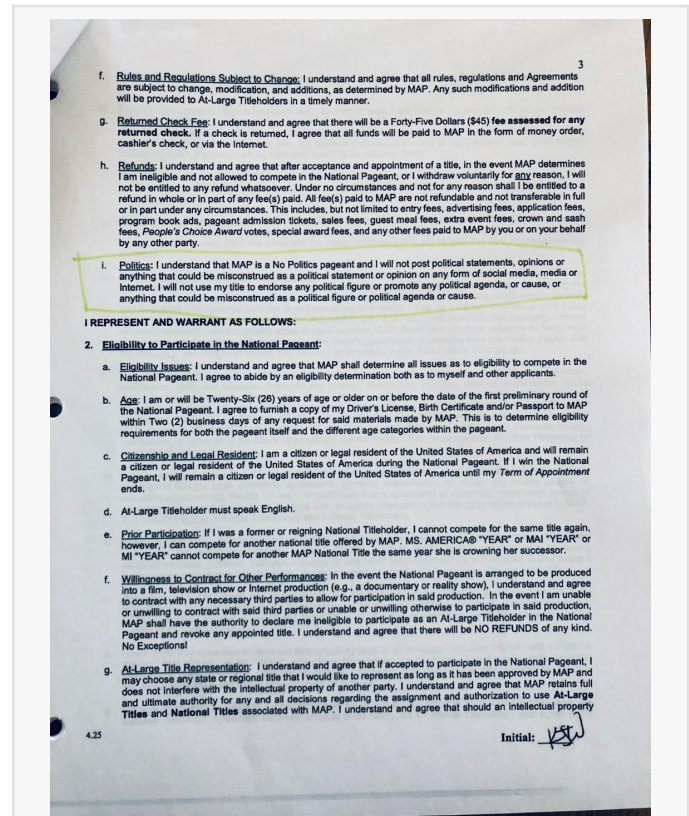 3
f. Rules and Regulations Subject to Change: I understand and agree that all rules, regulations and Agreements
are subject to change, modification, and additions, as determined by MAP. Any such modifications and addition
will be provided to At-Large Titleholders in a timely manner.
g. Returned Check Fee: I understand and agree that there will be a Forty-Five Dollars ($45) fee assessed for any
returned check. If a check is returned, I agree that all funds will be paid to MAP in the form of money order,
cashier's check, or via the Internet.
h. Refunds: I understand and agree that after acceptance and appointment of a title, in the event MAP determines
I am ineligible and not allowed to compete in the National Pageant, or I withdraw voluntarily for any reason, I will
not be entitled to any refund whatsoever. Under no circumstances and not for any reason shall I be entitled to a
refund in whole or in part of any fee(s) paid. All fee(s) paid to MAP are not refundable and not transferable in full
or in part under any circumstances. This includes, but not limited to entry fees, advertising fees, application fees,
program book ads, pageant admission tickets, sales fees, guest meal fees, extra event fees, crown and sash
fees, People's Choice Award votes, special award fees, and any other fees paid to MAP by you or on your behalf
by any other party.
i. Politics: I understand that MAP is a No Politics pageant and I will not post political statements, opinions or
anything that could be misconstrued as a political statement or opinion on any form of social media, media or
Internet. I will not use my title to endorse any political figure or promote any political agenda, or cause, or
anything that could be misconstrued as a political figure or political agenda or cause.
I REPRESENT AND WARRANT AS FOLLOWS:
2. Eligibility to Participate in the National Pageant:
a. Eligibility Issues: I understand and agree that MAP shall determine all issues as to eligibility to compete in the
National Pageant. I agree to abide by an eligibility determination both as to myself and other applicants.
b. Age: I am or will be Twenty-Six (26) years of age or older on or before the date of the first preliminary round of
the National Pageant. I agree to furnish a copy of my Driver's License, Birth Certificate and/or Passport to MAP
within Two (2) business days of any request for said materials made by MAP. This is to determine eligibility
requirements for both the pageant itself and the different age categories within the pageant.
c. Citizenship and Legal Resident: I am a citizen or legal resident of the United States of America and will remain
a citizen or legal resident of the United States of America during the National Pageant. If I win the National
Pageant, I will remain a citizen or legal resident of the United States of America until my Term of Appointment
ends.
d. At-Large Titleholder must speak English.
e. Prior Participation: If I was a former or reigning National Titleholder, I cannot compete for the same title again,
however, I can compete for another national title offered by MAP. MS. AMERICA® "YEAR" or MAI "YEAR" or
MI "YEAR" cannot compete for another MAP National Title the same year she is crowning her successor.
f. Willingness to Contract for Other Performances: In the event the National Pageant is arranged to be produced
into a film, television show or Internet production (e.g., a documentary or reality show), I understand and agree
to contract with any necessary third parties to allow for participation in said production. In the event I am unable
or unwilling to contract with said third parties or unable or unwilling otherwise to participate in said production,
MAP shall have the authority to declare me ineligible to participate as an At-Large Titleholder in the National
Pageant and revoke any appointed title. I understand and agree that there will be NO REFUNDS of any kind.
No Exceptions!
g. At-Large Title Representation: I understand and agree that if accepted to participate in the National Pageant, I
may choose any state or regional title that I would like to represent as long as it has been approved by MAP and
does not interfere with the intellectual property of another party. I understand and agree that MAP retains full
and ultimate authority for any and all decisions regarding the assignment and authorization to use At-Large
Titles and National Titles associated with MAP. I understand and agree that should an intellectual property
4.25
Initial: